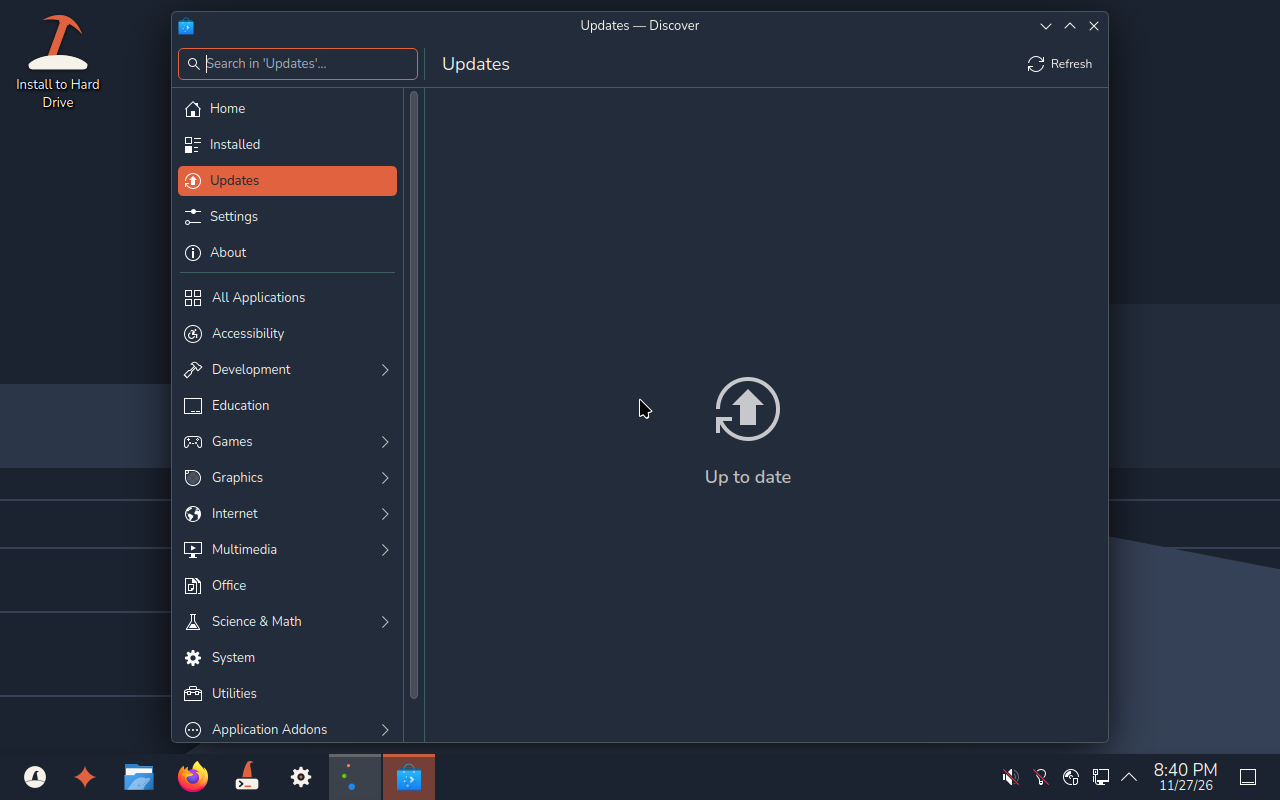 Install to Hard
Drive
Updates — Discover
Search in 'Updates'...
Updates
Refresh
Home
Installed
Updates
Settings
About
All Applications
Accessibility
Development
Education
Games
Graphics
Internet
Multimedia
Office
Science & Math
System
Utilities
Application Addons
Up to date
8:40 PM
11/27/26